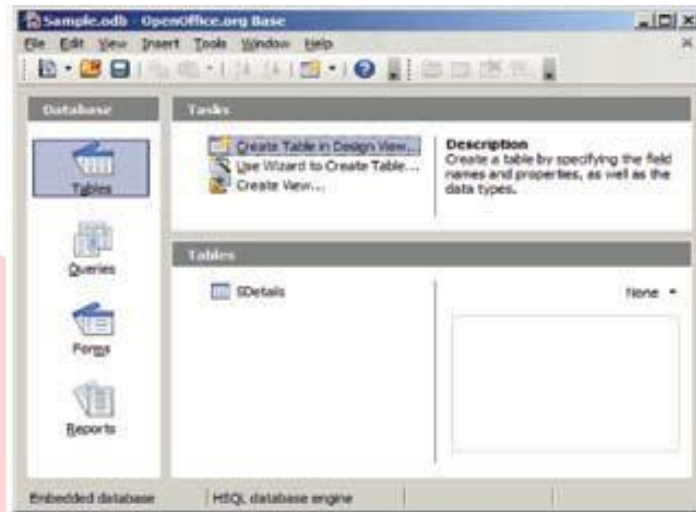 Sample.odb - OpenOffice.org Base
File Edit View Insert Tools Window Help
Database
Tables
Queries
Forms
Reports
Tasks
Create Table in Design View...
Use Wizard to Create Table...
Create View...
Description
Create a table by specifying the field
names and properties, as well as the
data types.
Tables
SDetails
None
Embedded database
HSQL database engine